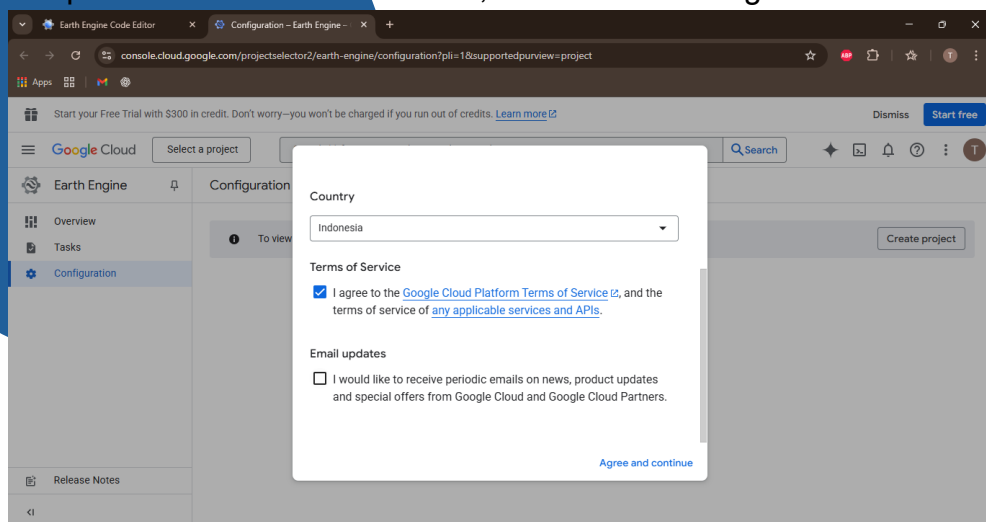 Earth Engine Code Editor
Configuration – Earth Engine –
console.cloud.google.com/projectselector2/earth-engine/configuration?pli=1&supportedpurview=project
ABP
T
Apps
Start your Free Trial with $300 in credit. Don't worry—you won't be charged if you run out of credits. Learn more
Dismiss
Start free
Google Cloud
Select a project
Search
T
Earth Engine
Configuration
Overview
Tasks
Configuration
To view
Create project
Country
Indonesia
Terms of Service
I agree to the Google Cloud Platform Terms of Service, and the
terms of service of any applicable services and APIs.
Email updates
I would like to receive periodic emails on news, product updates
and special offers from Google Cloud and Google Cloud Partners.
Agree and continue
Release Notes